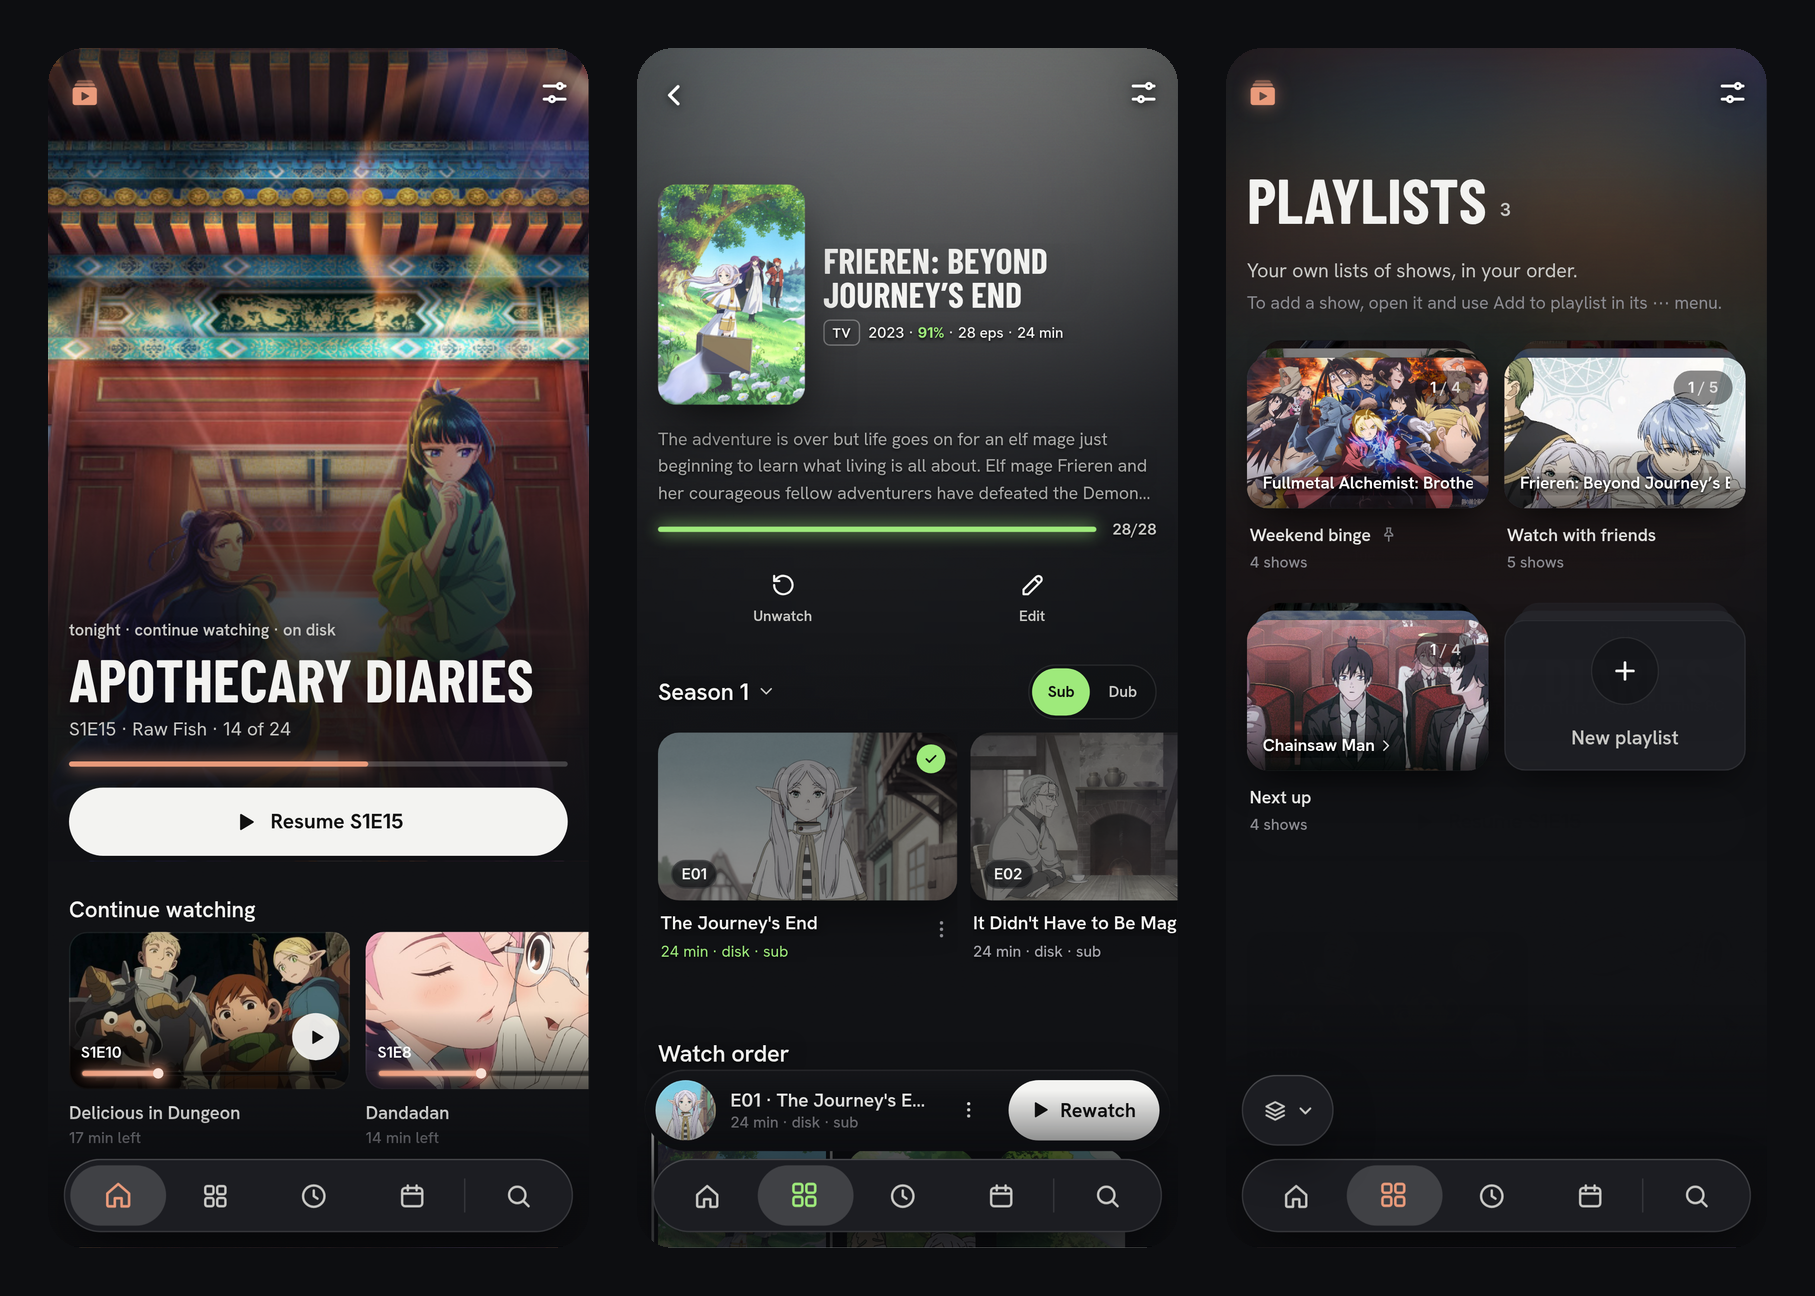 tonight · continue watching · on disk
APOTHECARY DIARIES
S1E15 · Raw Fish · 14 of 24
Resume S1E15
Continue watching
S1E10
S1E8
Delicious in Dungeon
17 min left
Dandadan
14 min left
FRIEREN: BEYOND
JOURNEY’S END
TV 2023 · 91% · 28 eps · 24 min
The adventure is over but life goes on for an elf mage just
beginning to learn what living is all about. Elf mage Frieren and
her courageous fellow adventurers have defeated the Demon...
28/28
Unwatch
Edit
Season 1
Sub
Dub
E01
E02
The Journey's End
24 min · disk · sub
It Didn't Have to Be Mag
24 min · disk · sub
Watch order
E01 · The Journey's E...
24 min · disk · sub
Rewatch
PLAYLISTS 3
Your own lists of shows, in your order.
To add a show, open it and use Add to playlist in its ··· menu.
1 / 4
Fullmetal Alchemist: Brothe
1 / 5
Frieren: Beyond Journey’s E
Weekend binge
4 shows
Watch with friends
5 shows
1 / 4
Chainsaw Man
New playlist
Next up
4 shows